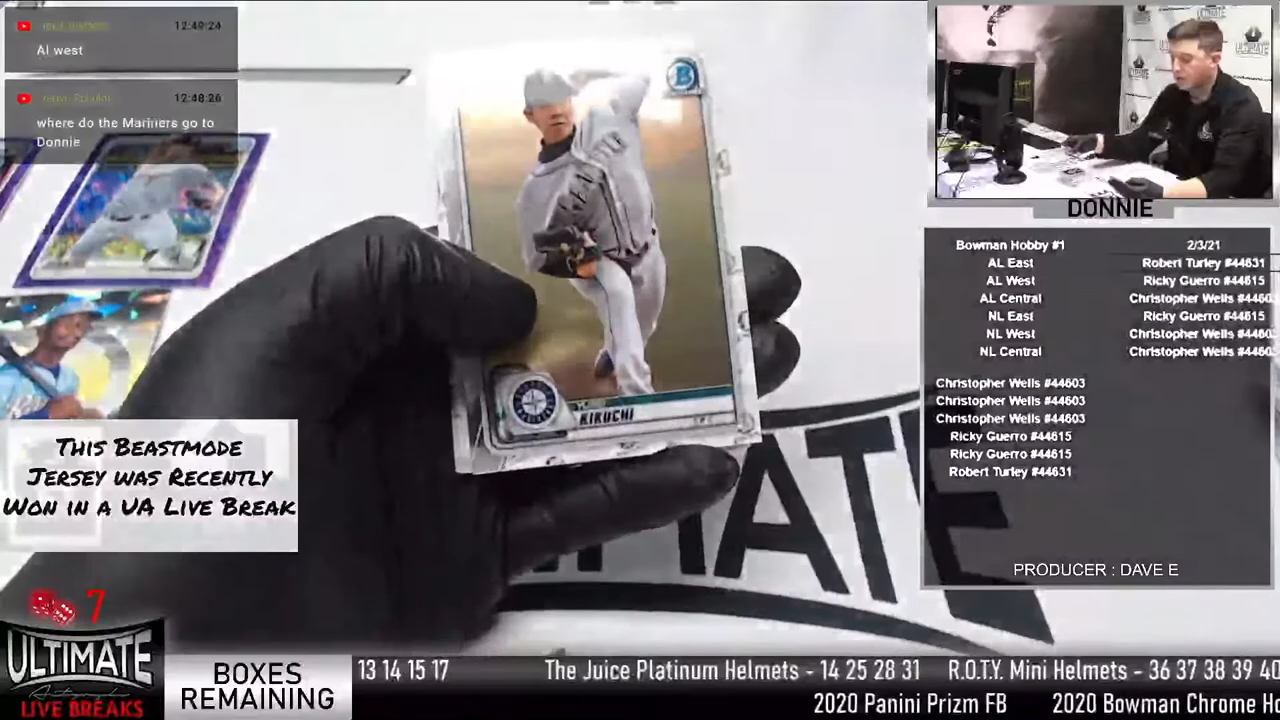 12:49:24
Al west
12:48:26
where do the Mariners go to
Donnie
B
KIKUCHI
ULTIMATE
DONNIE
Bowman Hobby #1 2/3/21
AL East Robert Turley #44631
AL West Ricky Guerro #44615
AL Central Christopher Wells #4460
NL East Ricky Guerro #44615
NL West Christopher Wells #4460
NL Central Christopher Wells #4460
Christopher Wells #44603
Christopher Wells #44603
Christopher Wells #44603
Ricky Guerro #44615
Ricky Guerro #44615
Robert Turley #44631
PRODUCER : DAVE E
THIS BEASTMODE
JERSEY WAS RECENTLY
WON IN A UA LIVE BREAK
7
ULTIMATE
LIVE BREAKS
BOXES
REMAINING
13 14 15 17 The Juice Platinum Helmets - 14 25 28 31 R.O.T.Y. Mini Helmets - 36 37 38 39 40
2020 Panini Prizm FB 2020 Bowman Chrome Ho